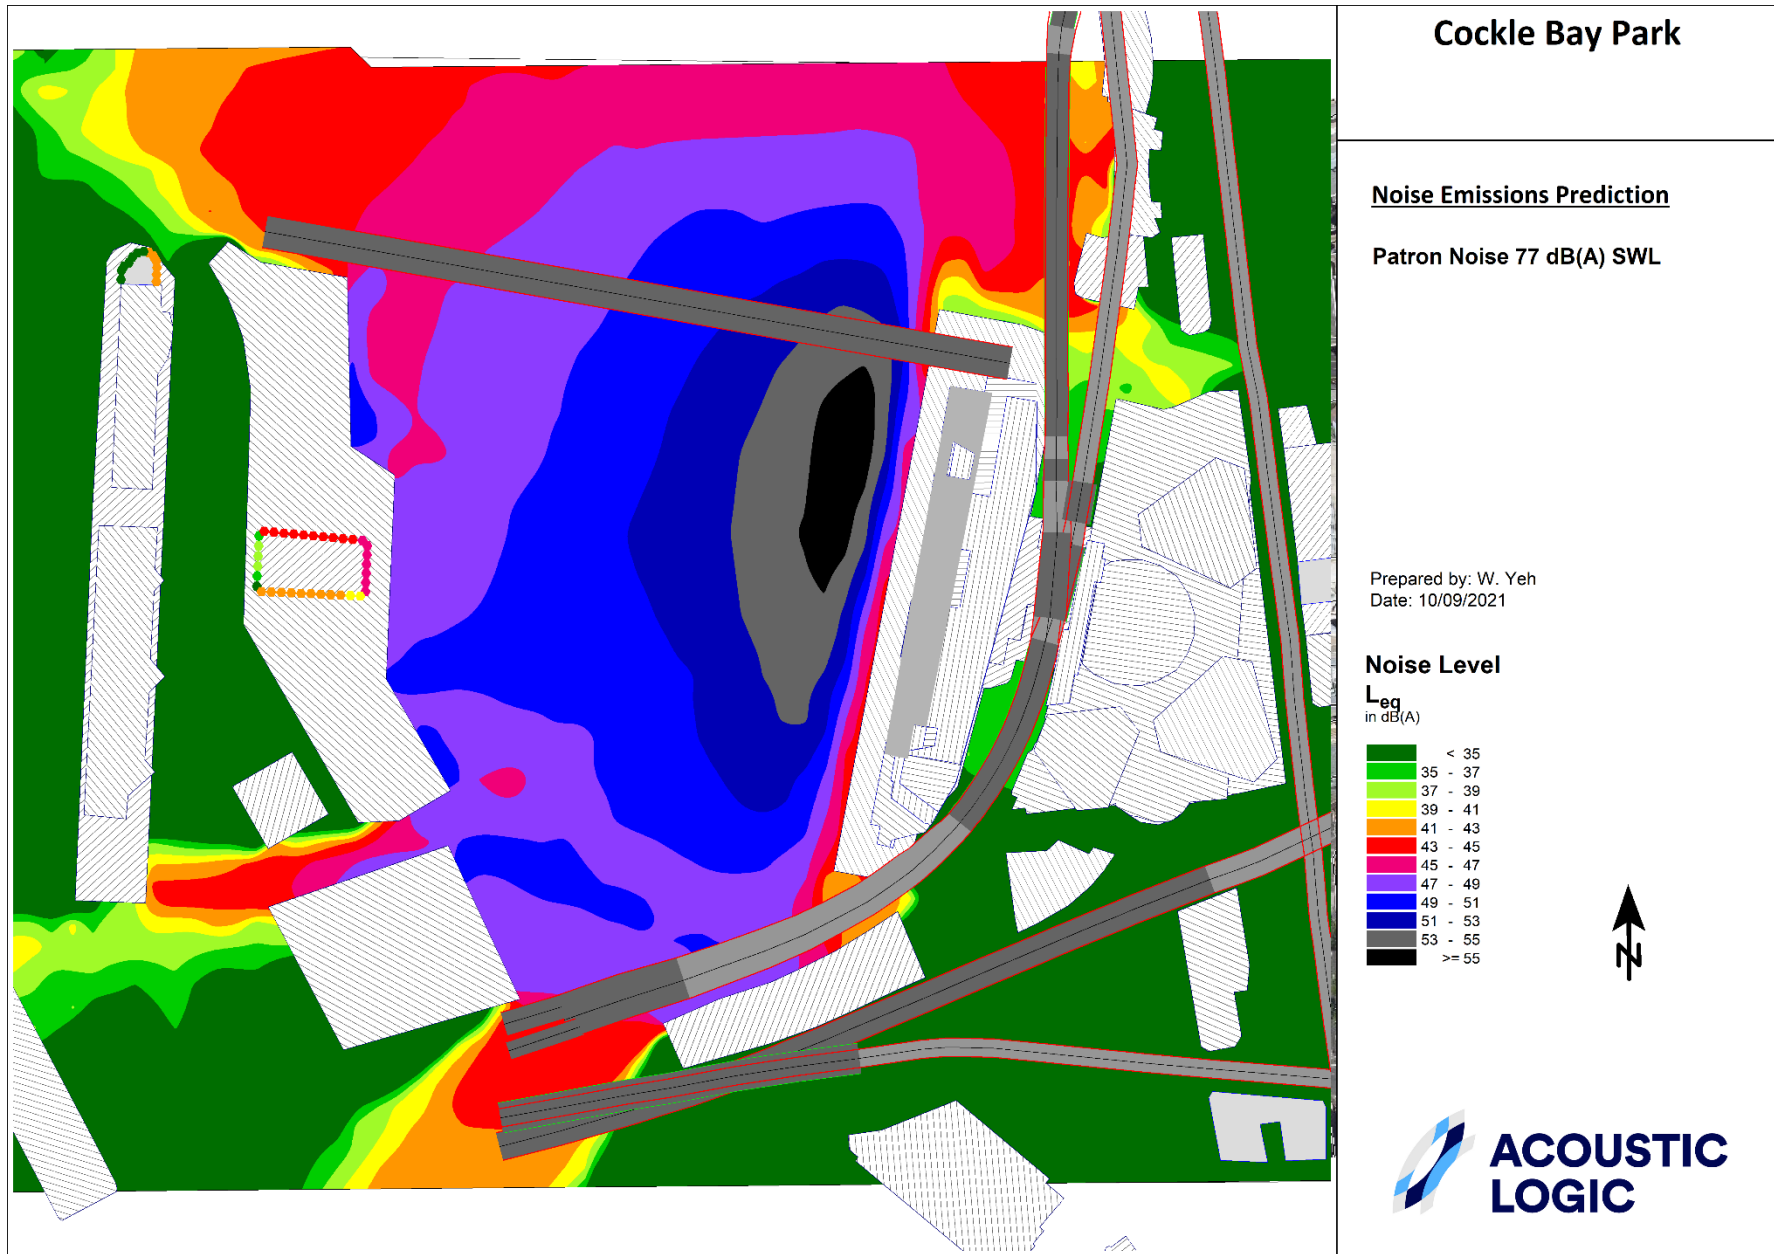 Cockle Bay Park
Noise Emissions Prediction
Patron Noise 77 dB(A) SWL
Prepared by: W. Yeh
Date: 10/09/2021
Noise Level
Leq
in dB(A)
< 35
35 - 37
37 - 39
39 - 41
41 - 43
43 - 45
45 - 47
47 - 49
49 - 51
51 - 53
53 - 55
>= 55
N
ACOUSTIC
LOGIC